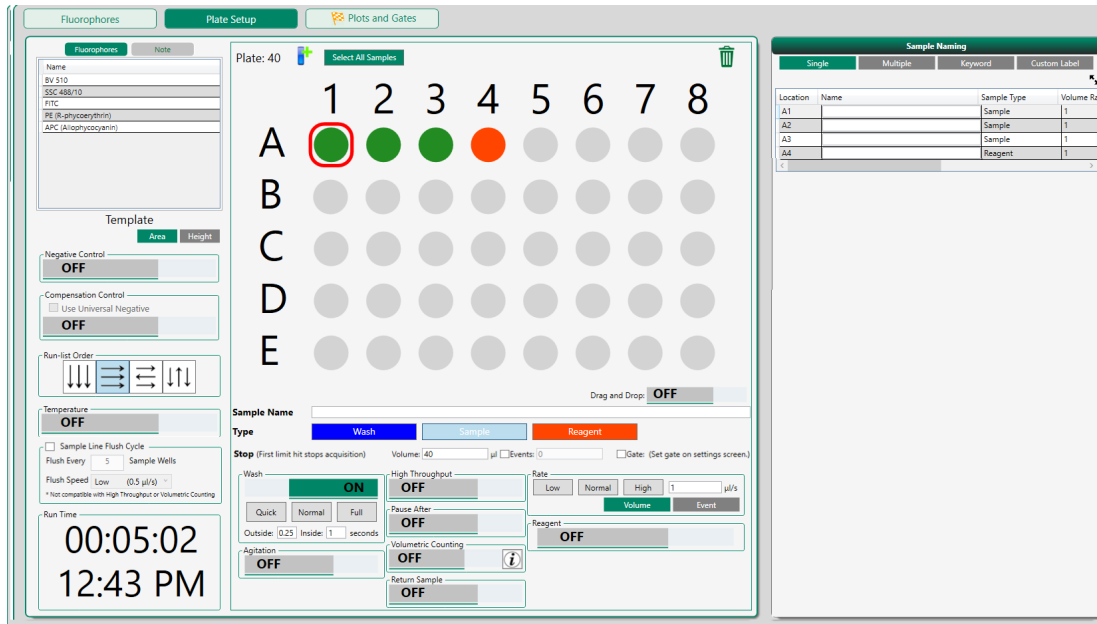 Fluorophores
Plate Setup
Plots and Gates
Fluorophores Note
Name
BV 510
SSC 488/10
FITC
PE (R-phycoerythrin)
APC (Allophycocyanin)
Template
Area Height
Negative Control
OFF
Compensation Control
Use Universal Negative
OFF
Run-list Order
Temperature
OFF
Sample Line Flush Cycle
Flush Every 5 Sample Wells
Flush Speed Low (0.5 µl/s)
* Not compatible with High Throughput or Volumetric Counting
Run Time
00:05:02
12:43 PM
Plate: 40 Select All Samples
1 2 3 4 5 6 7 8
A
B
C
D
E
Drag and Drop: OFF
Sample Name
Type Wash Sample Reagent
Stop (First limit hit stops acquisition) Volume: 40 µl Events: 0 Gate: (Set gate on settings screen.)
Wash
ON
Quick Normal Full
Outside: 0.25 Inside: 1 seconds
Agitation
OFF
High Throughput
OFF
Pause After
OFF
Volumetric Counting
OFF i
Return Sample
OFF
Rate
Low Normal High 1 µl/s
Volume Event
Reagent
OFF
Sample Naming
Single Multiple Keyword Custom Label
Location Name Sample Type Volume Ra
A1 Sample 1
A2 Sample 1
A3 Sample 1
A4 Reagent 1